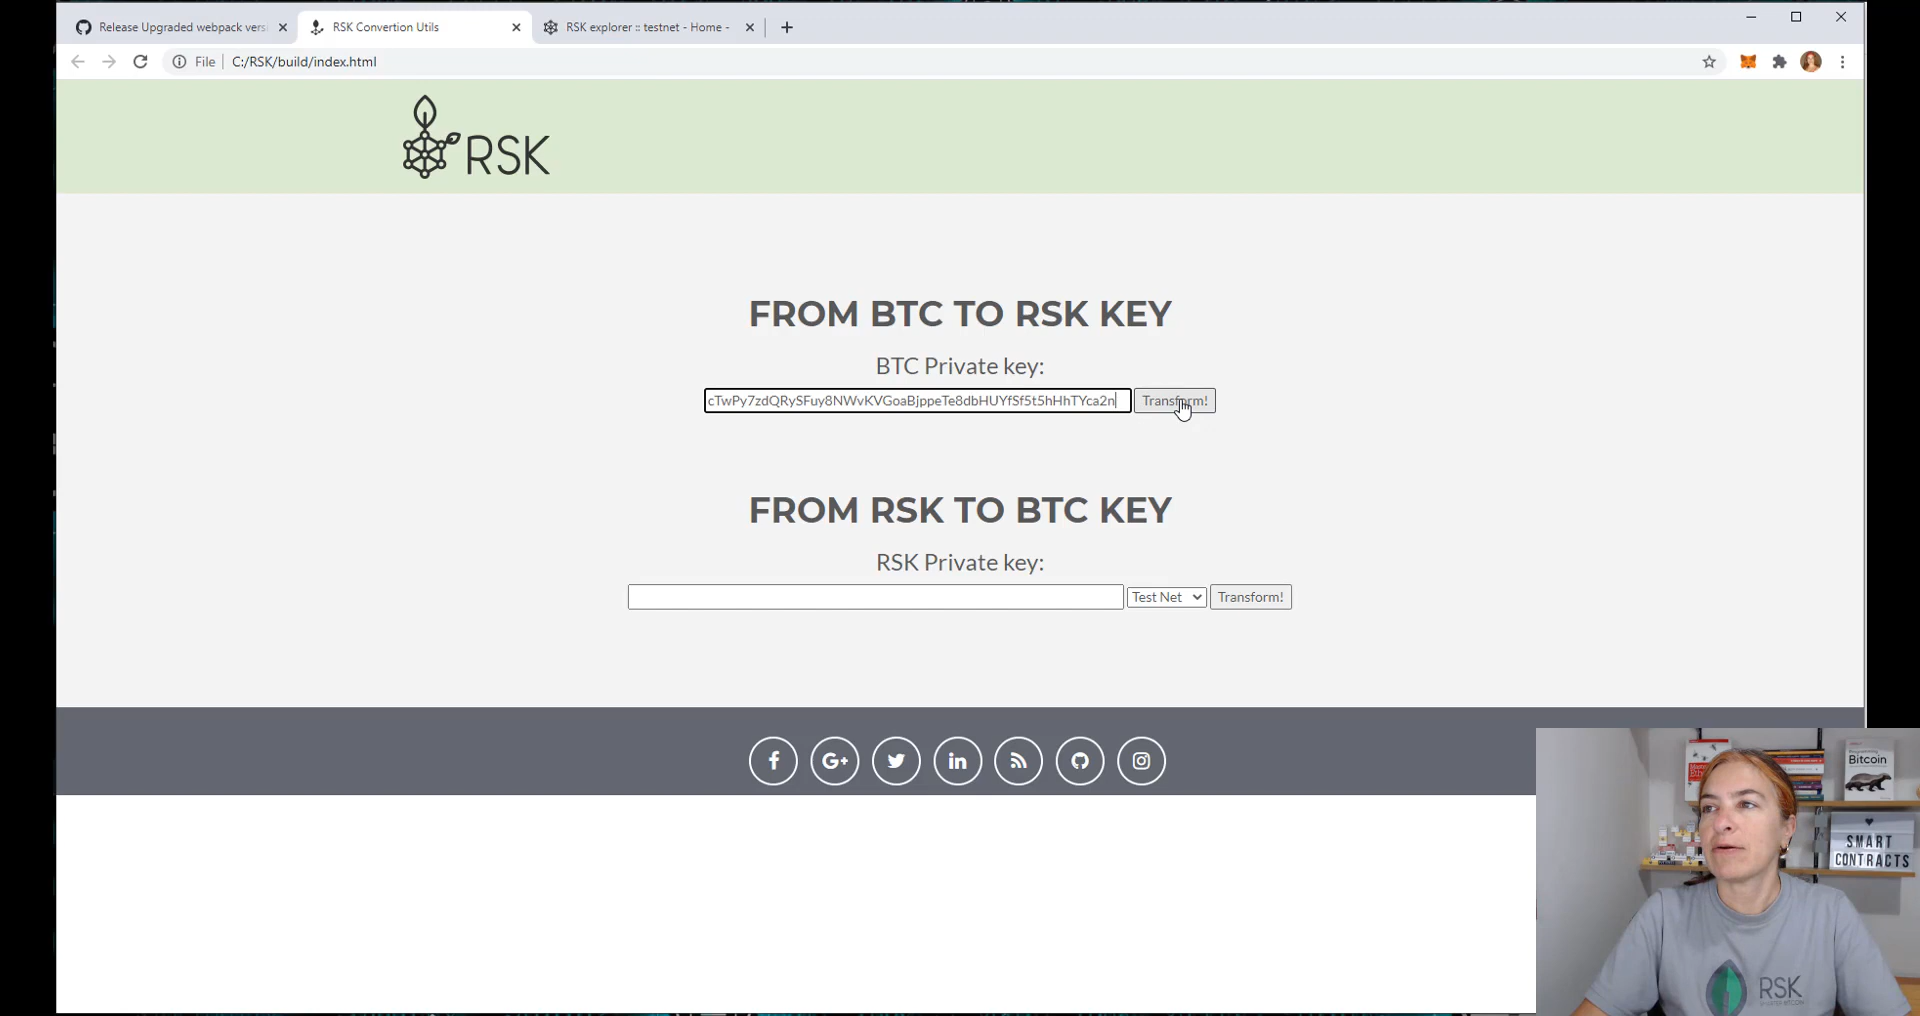 Release Upgraded webpack vers
RSK Convertion Utils
RSK explorer :: testnet - Home -
File
C:/RSK/build/index.html
RSK
FROM BTC TO RSK KEY
BTC Private key:
cTwPy7zdQRySFuy8NWvKVGoaBjppeTe8dbHUYfSf5t5hHhTYca2n
Transform!
FROM RSK TO BTC KEY
RSK Private key:
Test Net
Transform!
Bitcoin
SMART
CONTRACTS
RSK